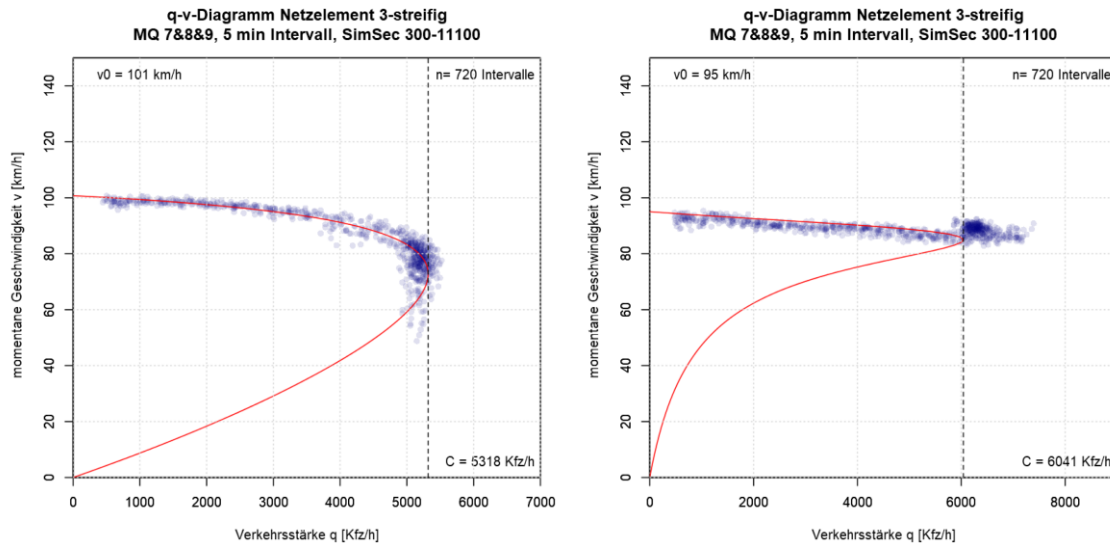 q-v-Diagramm Netzelement 3-streifig
MQ 7&8&9, 5 min Intervall, SimSec 300-11100
v0 = 101 km/h
n= 720 Intervalle
momentane Geschwindigkeit v [km/h]
140
120
100
80
60
40
20
0
C = 5318 Kfz/h
0 1000 2000 3000 4000 5000 6000 7000
Verkehrsstärke q [Kfz/h]
q-v-Diagramm Netzelement 3-streifig
MQ 7&8&9, 5 min Intervall, SimSec 300-11100
v0 = 95 km/h
n= 720 Intervalle
momentane Geschwindigkeit v [km/h]
140
120
100
80
60
40
20
0
C = 6041 Kfz/h
0 2000 4000 6000 8000
Verkehrsstärke q [Kfz/h]